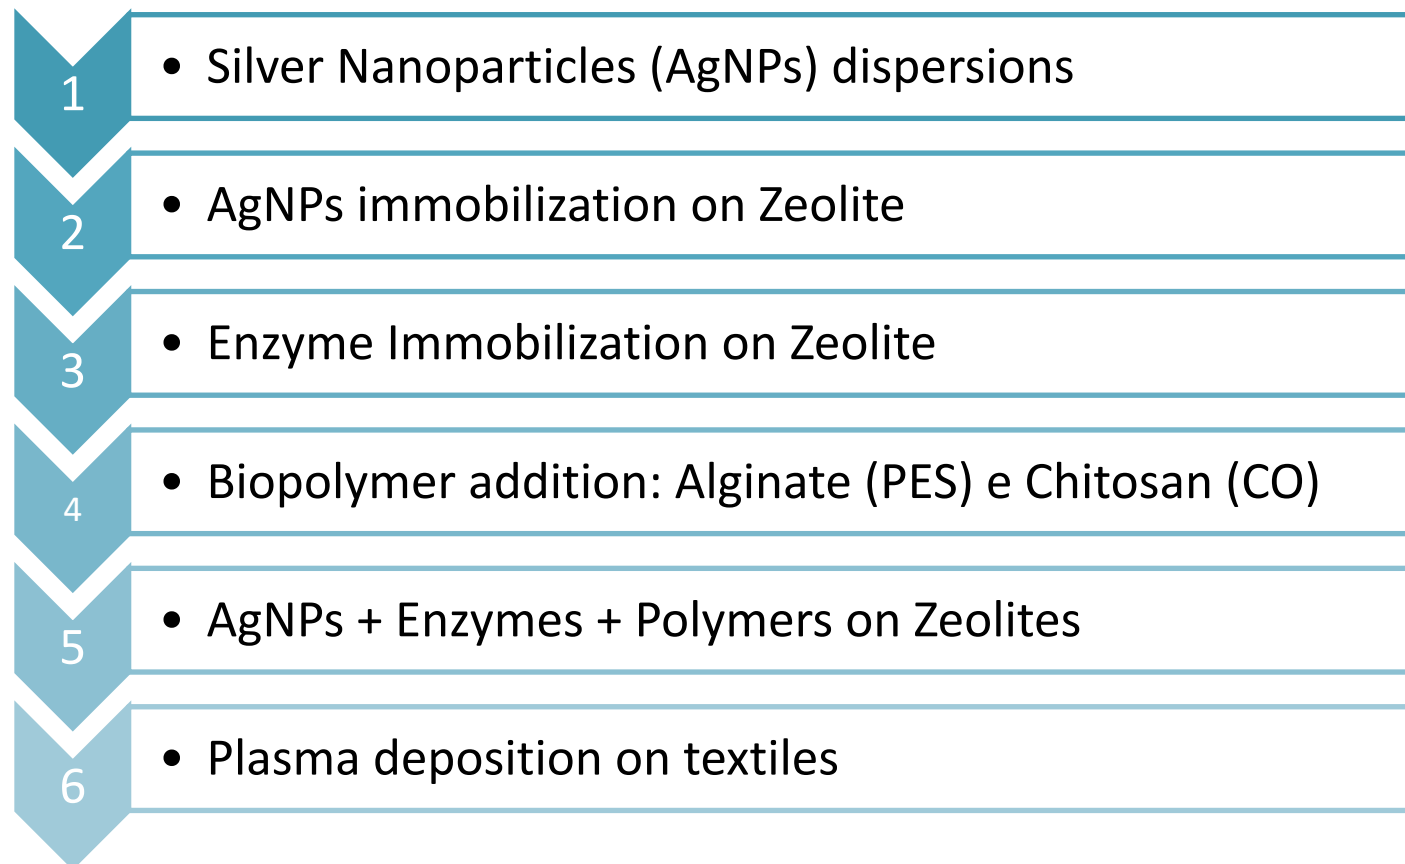 1
• Silver Nanoparticles (AgNPs) dispersions
2
• AgNPs immobilization on Zeolite
3
• Enzyme Immobilization on Zeolite
4
• Biopolymer addition: Alginate (PES) e Chitosan (CO)
5
• AgNPs + Enzymes + Polymers on Zeolites
6
• Plasma deposition on textiles